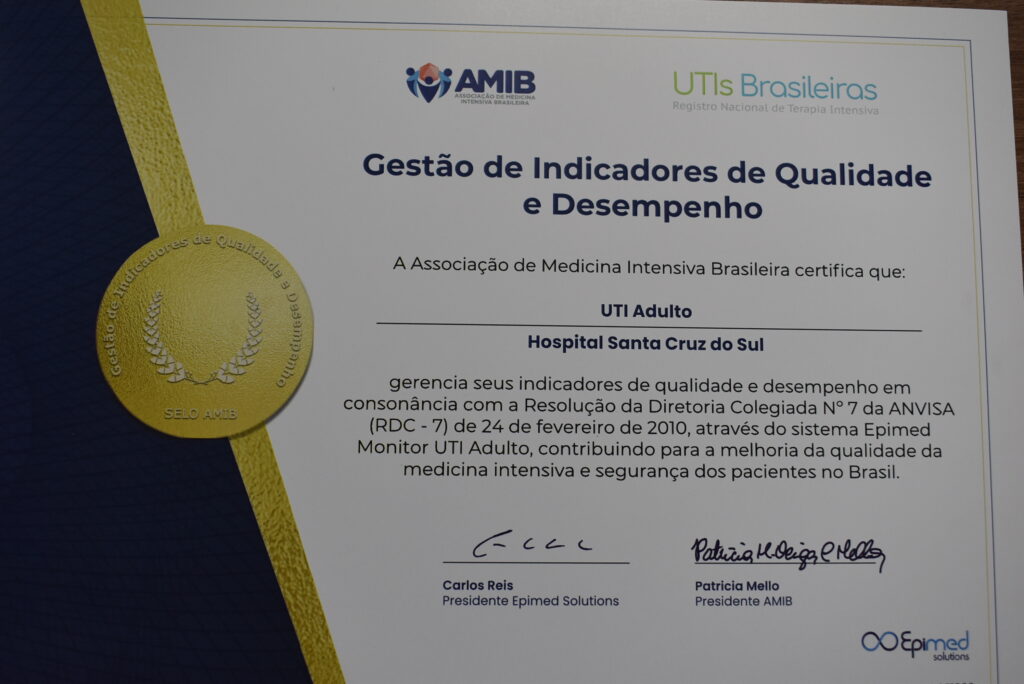 AMIB
ASSOCIAÇÃO DE MEDICINA
INTENSIVA BRASILEIRA
UTIs Brasileiras
Registro Nacional de Terapia Intensiva
Gestão de Indicadores de Qualidade
e Desempenho
A Associação de Medicina Intensiva Brasileira certifica que:
UTI Adulto
Hospital Santa Cruz do Sul
gerencia seus indicadores de qualidade e desempenho em
consonância com a Resolução da Diretoria Colegiada Nº 7 da ANVISA
(RDC - 7) de 24 de fevereiro de 2010, através do sistema Epimed
Monitor UTI Adulto, contribuindo para a melhoria da qualidade da
medicina intensiva e segurança dos pacientes no Brasil.
Gestão de Indicadores de Qualidade e Desempenho
SELO AMIB
Carlos Reis
Presidente Epimed Solutions
Patricia Mello
Presidente AMIB
Epimed
solutions